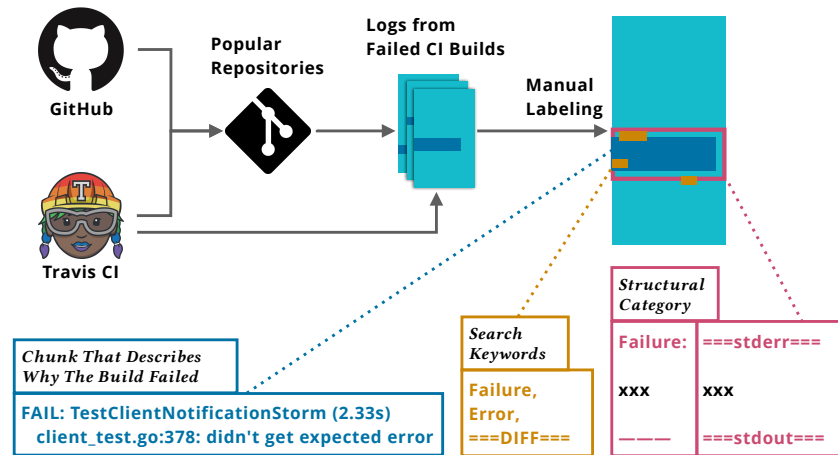 GitHub
Popular
Repositories
Logs from
Failed CI Builds
Manual
Labeling
T
Travis CI
Chunk That Describes
Why The Build Failed
FAIL: TestClientNotificationStorm (2.33s)
client_test.go:378: didn't get expected error
Search
Keywords
Failure,
Error,
===DIFF===
Structural
Category
Failure:
xxx
———
===stderr===
xxx
===stdout===